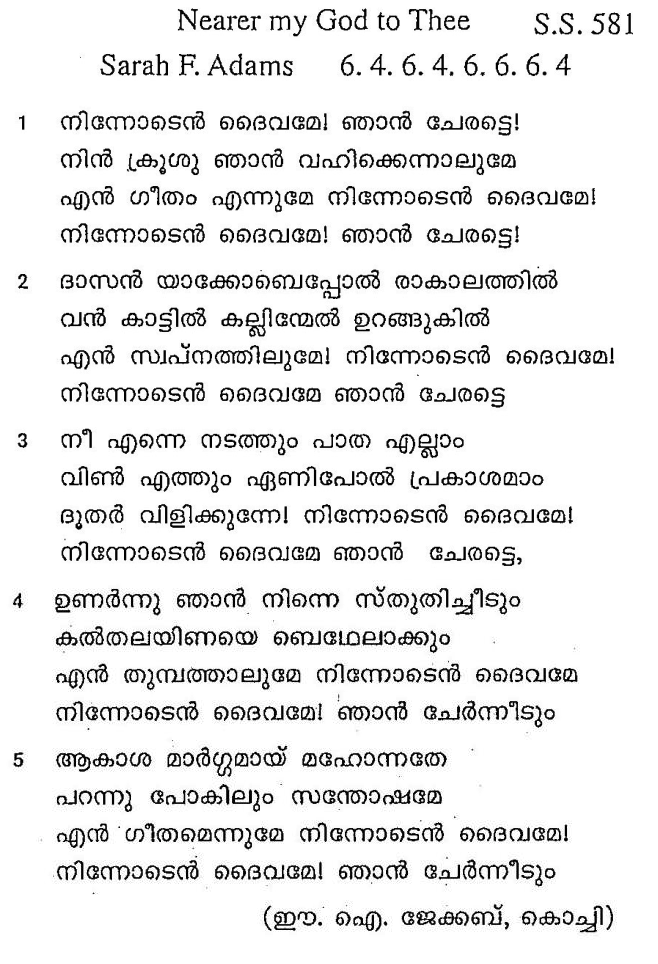 Nearer my God to Thee S.S. 581
Sarah F. Adams 6. 4. 6. 4. 6. 6. 6. 4
1 നിന്നോടെൻ ദൈവമേ! ഞാൻ ചേരട്ടെ!
നിൻ ക്രൂശു ഞാൻ വഹിക്കെന്നാലുമേ
എൻ ഗീതം എന്നുമേ നിന്നോടെൻ ദൈവമേ!
നിന്നോടെൻ ദൈവമേ! ഞാൻ ചേരട്ടെ!
2 ദാസൻ യാക്കോബെപ്പോൽ രാകാലത്തിൽ
വൻ കാട്ടിൽ കല്ലിന്മേൽ ഉറങ്ങുകിൽ
എൻ സ്വപ്നത്തിലുമേ! നിന്നോടെൻ ദൈവമേ!
നിന്നോടെൻ ദൈവമേ ഞാൻ ചേരട്ടെ
3 നീ എന്നെ നടത്തും പാത എല്ലാം
വിൺ എത്തും ഏണിപോൽ പ്രകാശമാം
ദൂതർ വിളിക്കുന്നേ! നിന്നോടെൻ ദൈവമേ!
നിന്നോടെൻ ദൈവമേ ഞാൻ ചേരട്ടെ,
4 ഉണർന്നു ഞാൻ നിന്നെ സ്തുതിച്ചീടും
കൽതലയിണയെ ബെഥേലാക്കും
എൻ തുമ്പത്താലുമേ നിന്നോടെൻ ദൈവമേ
നിന്നോടെൻ ദൈവമേ! ഞാൻ ചേർന്നീടും
5 ആകാശ മാർഗ്ഗമായ് മഹോന്നതേ
പറന്നു പോകിലും സന്തോഷമേ
എൻ ഗീതമെന്നുമേ നിന്നോടെൻ ദൈവമേ!
നിന്നോടെൻ ദൈവമേ! ഞാൻ ചേർന്നീടും
(ഈ. ഐ. ജേക്കബ്, കൊച്ചി)